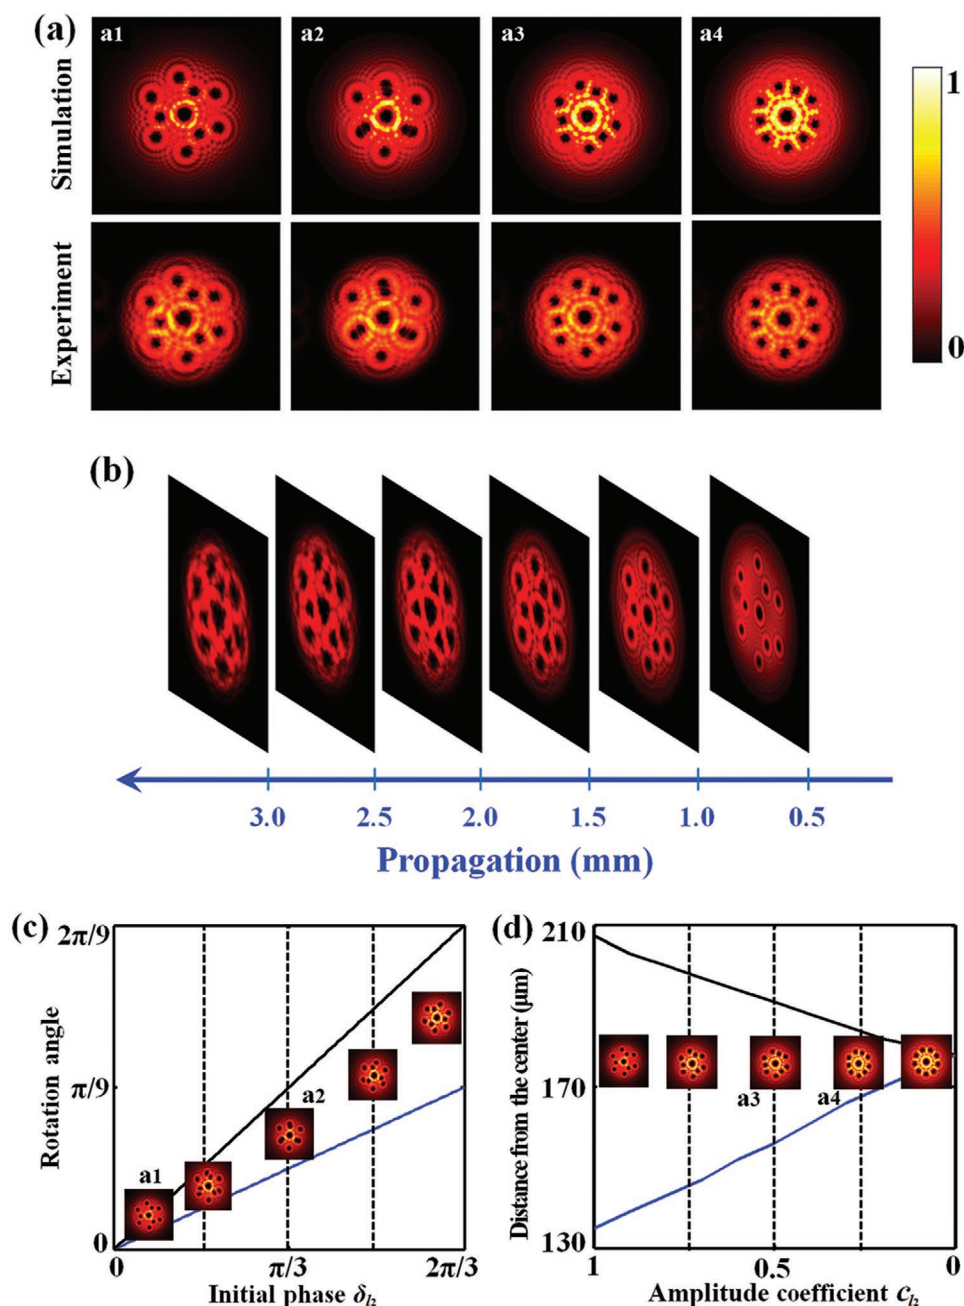 (a)
a1 a2 a3 a4
Simulation
Experiment
1
0
(b)
3.0 2.5 2.0 1.5 1.0 0.5
Propagation (mm)
(c)
2π/9
π/9
0
Rotation angle
a1
a2
0 π/3 2π/3
Initial phase δl₂
(d)
210
170
130
Distance from the center (μm)
a3
a4
1 0.5 0
Amplitude coefficient cl₂